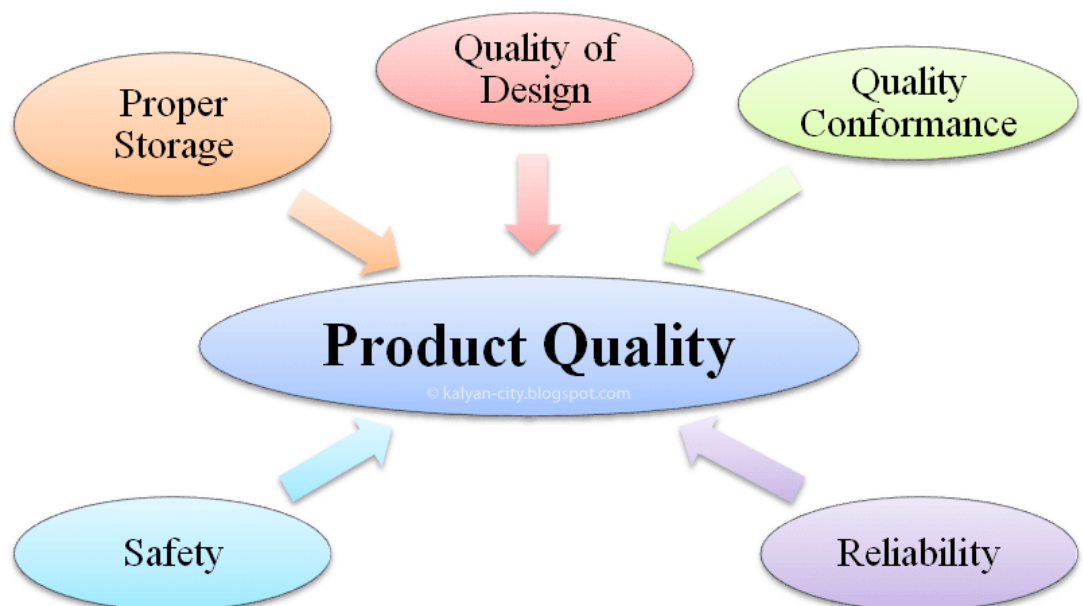 Proper
Storage
Quality of
Design
Quality
Conformance
Product Quality
© kalyan-city.blogspot.com
Safety
Reliability